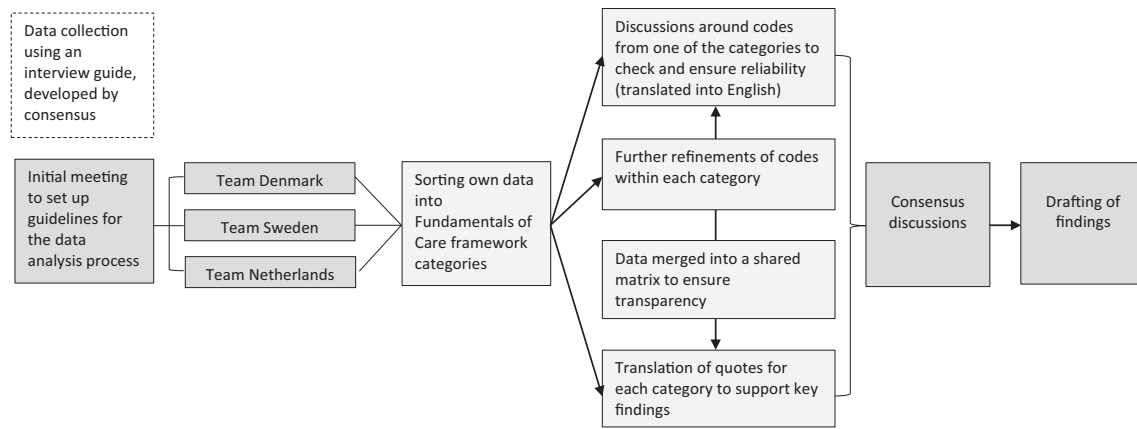 Data collection
using an
interview guide,
developed by
consensus
Initial meeting
to set up
guidelines for
the data
analysis process
Team Denmark
Team Sweden
Team Netherlands
Sorting own data
into
Fundamentals of
Care framework
categories
Discussions around codes
from one of the categories to
check and ensure reliability
(translated into English)
Further refinements of codes
within each category
Data merged into a shared
matrix to ensure
transparency
Translation of quotes for
each category to support key
findings
Consensus
discussions
Drafting of
findings